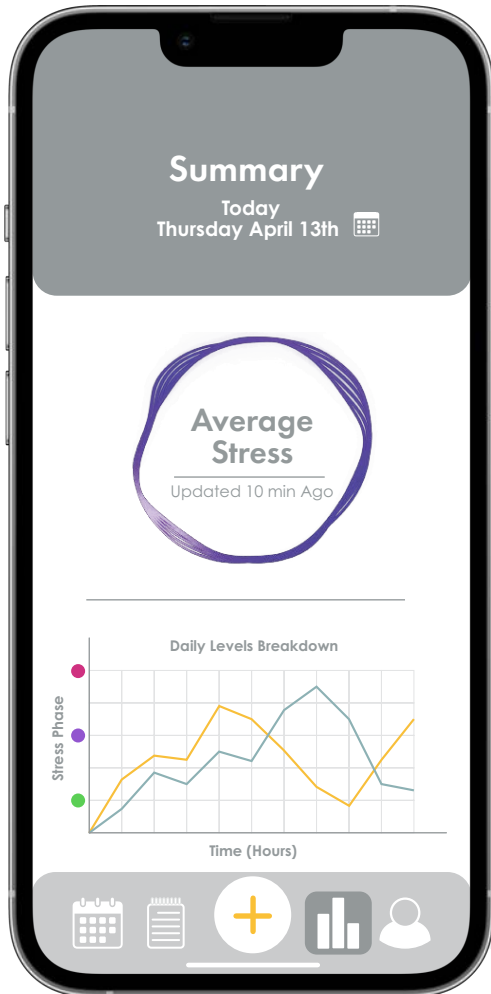 Summary
Today
Thursday April 13th
Average
Stress
Updated 10 min Ago
Daily Levels Breakdown
Stress Phase
Time (Hours)